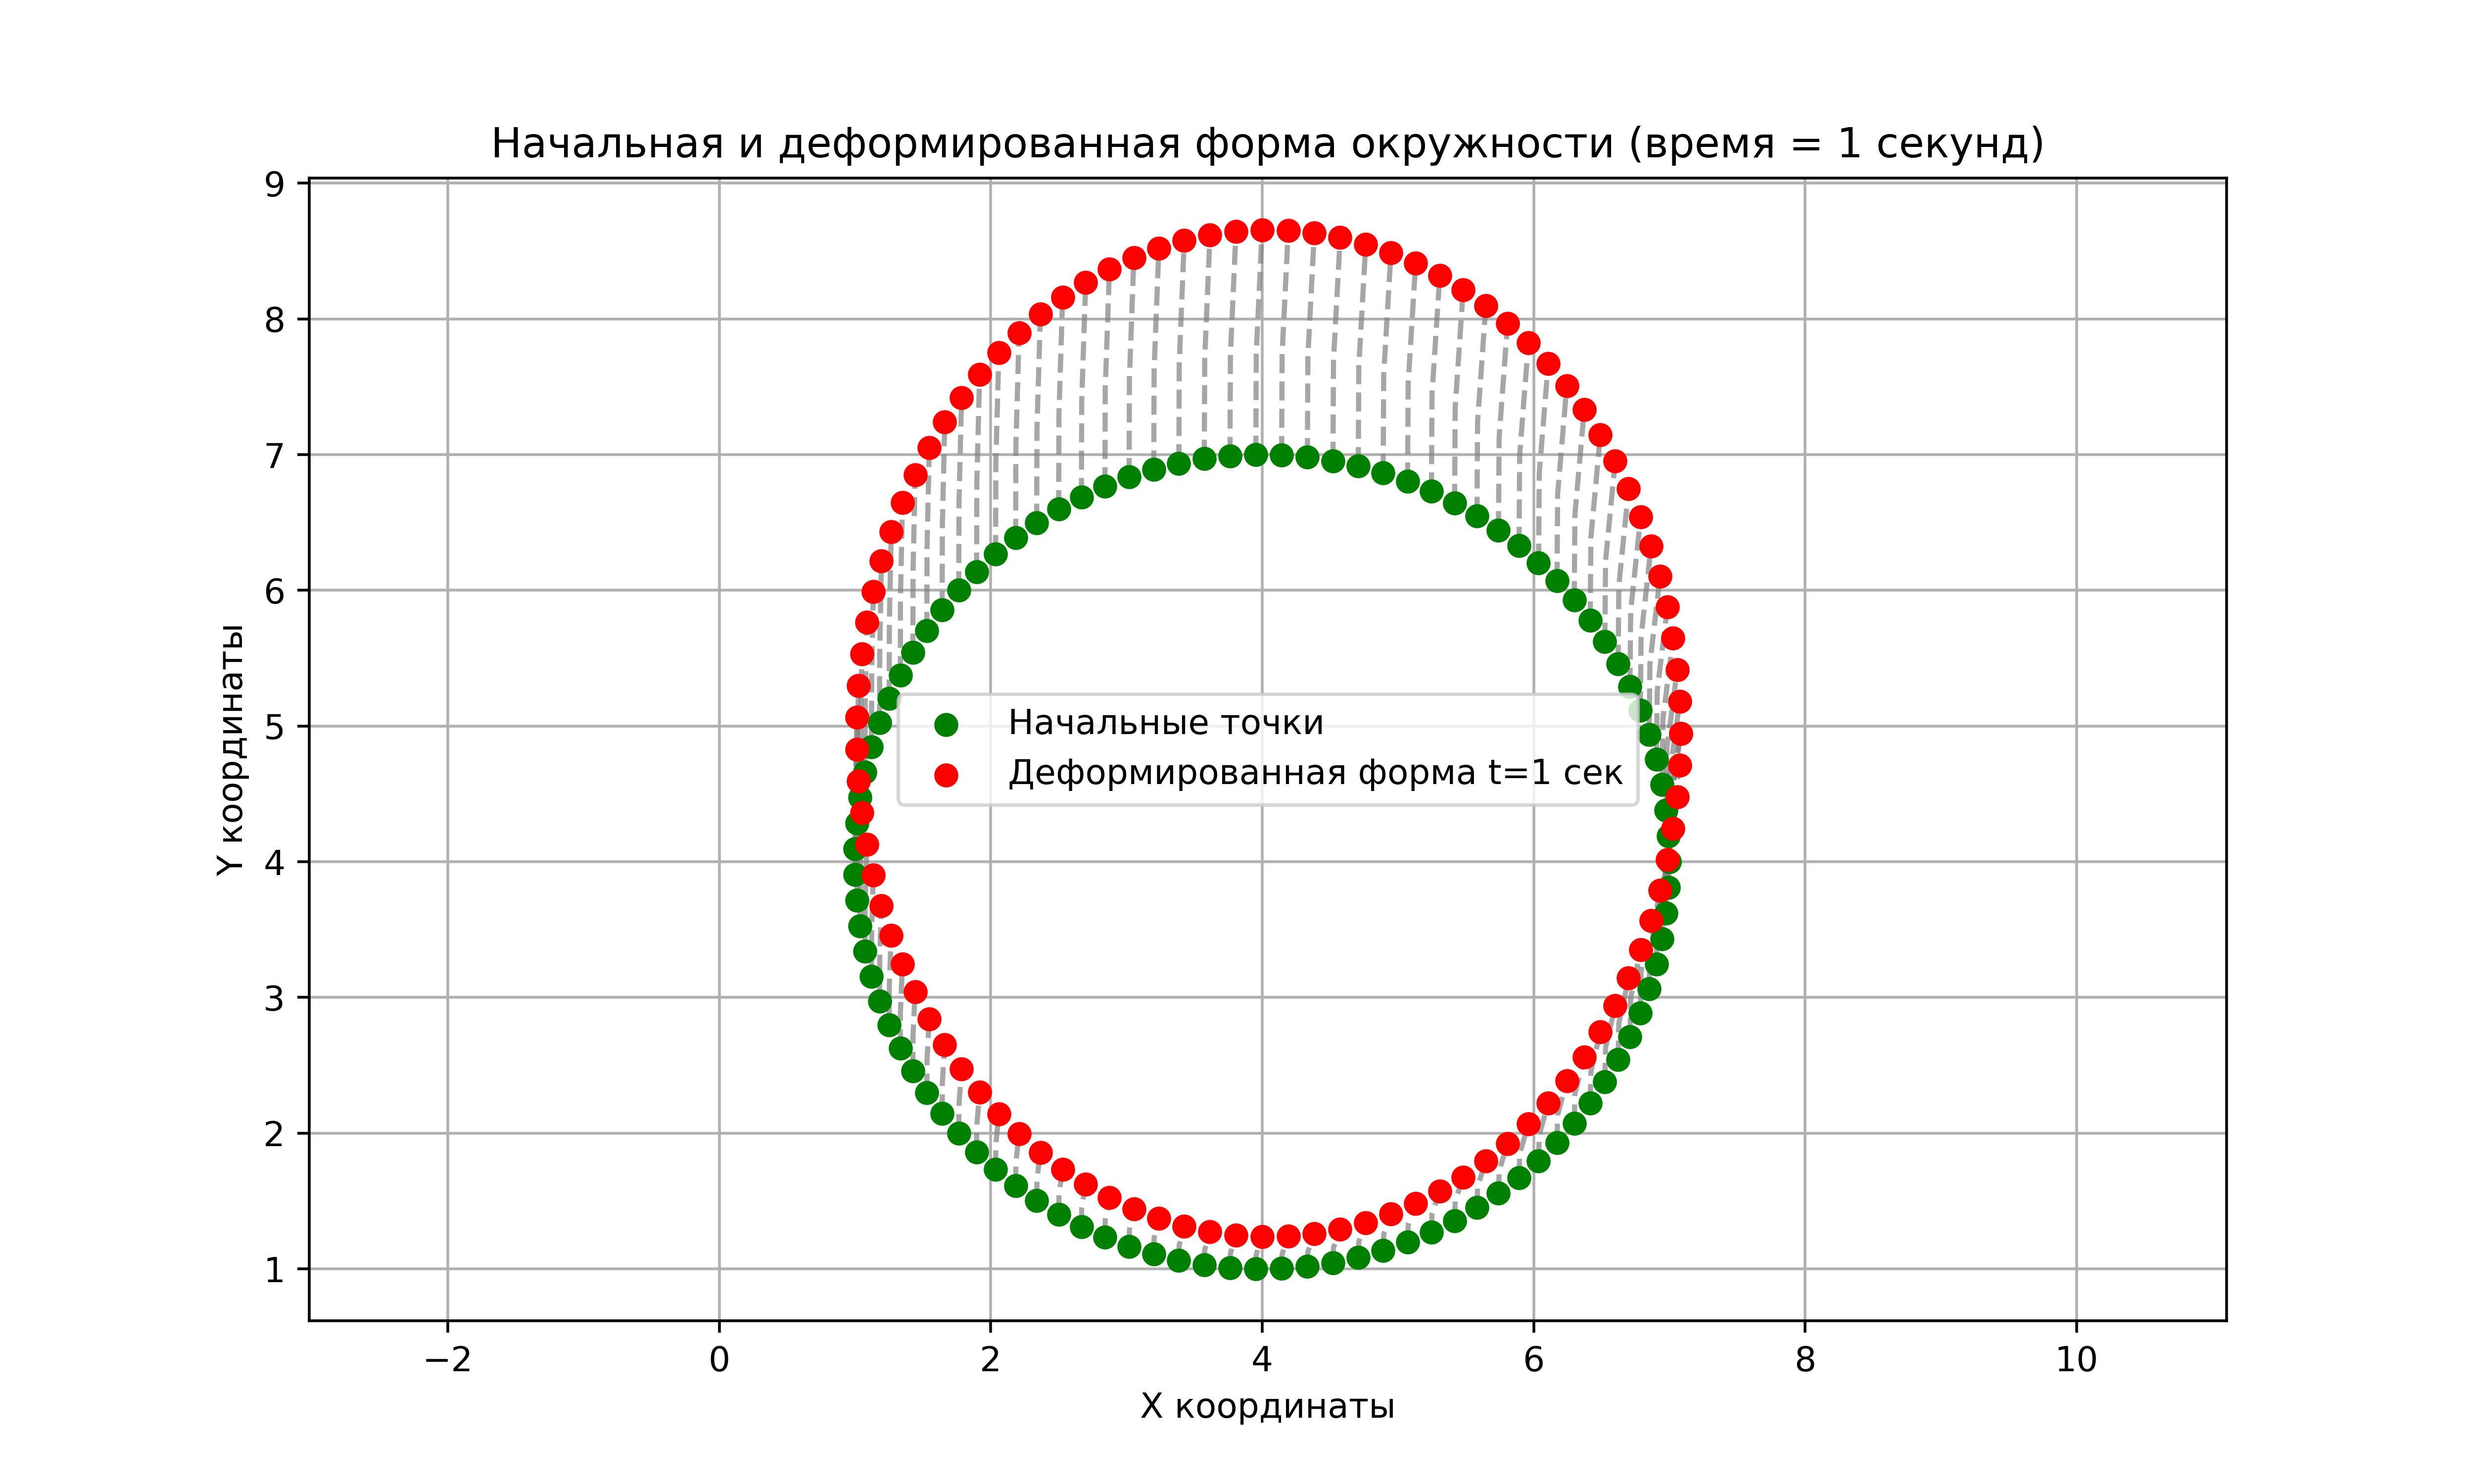 Начальная и деформированная форма окружности (время = 1 секунд)
9
8
7
6
5
4
3
2
1
Y координаты
Начальные точки
Деформированная форма t=1 сек
−2 0 2 4 6 8 10
X координаты